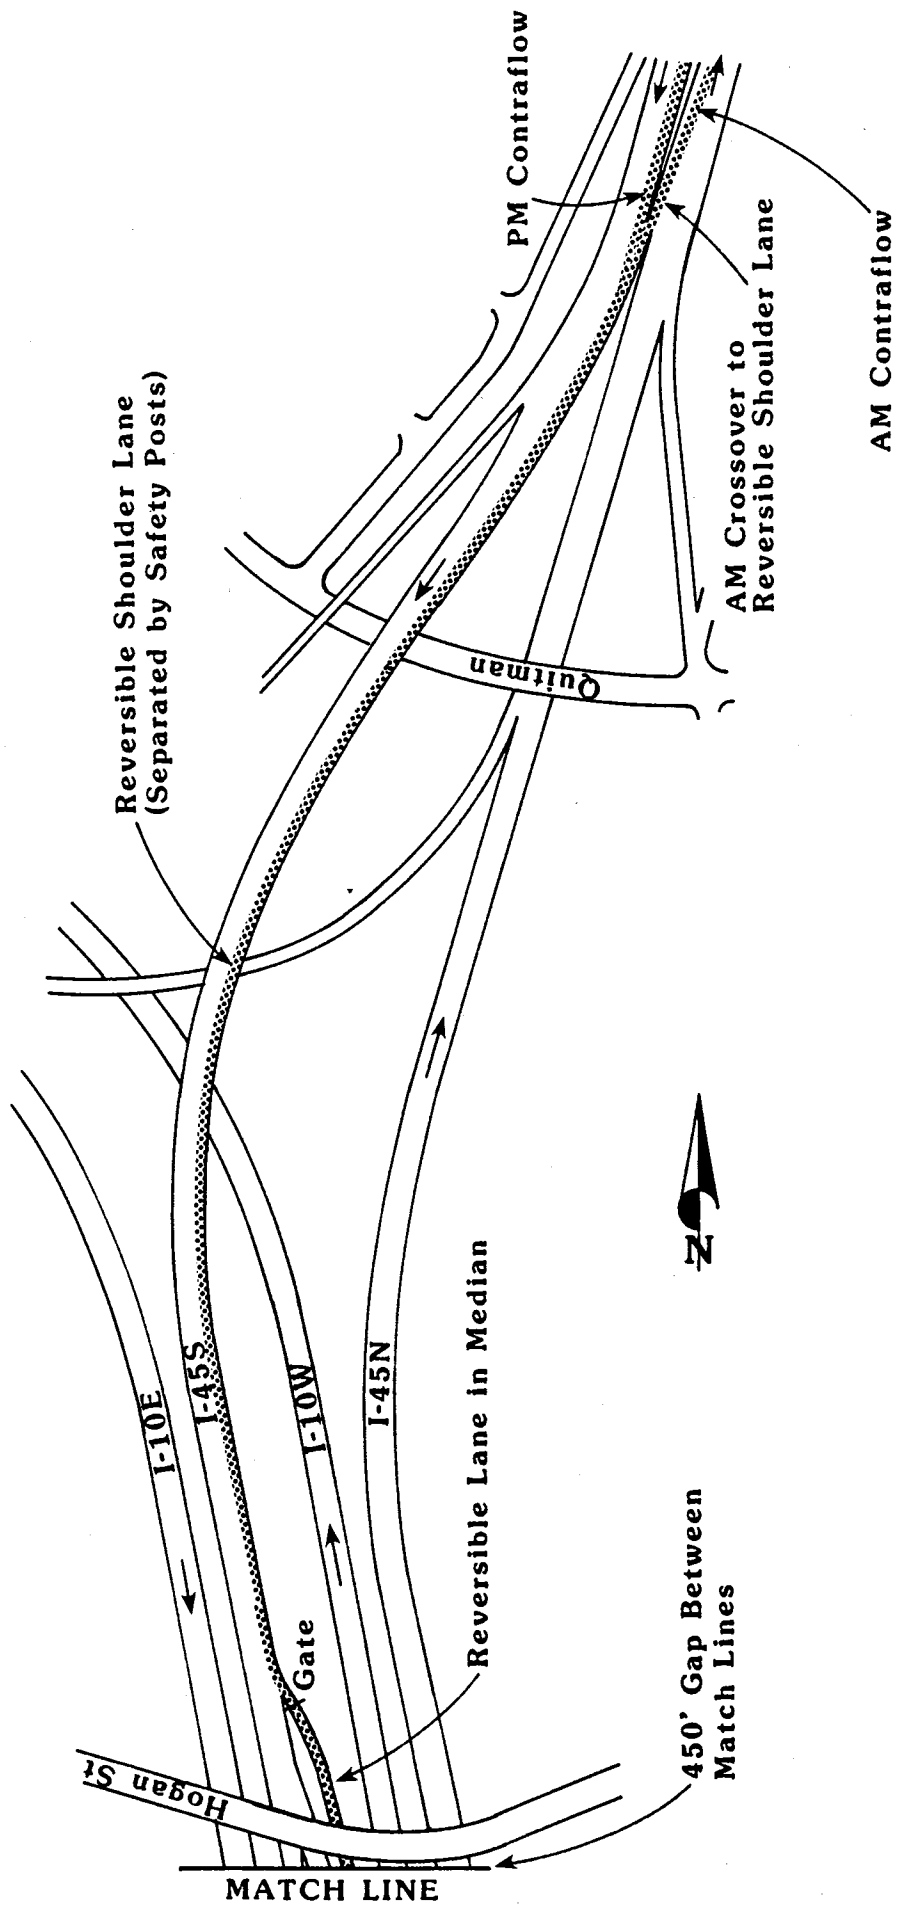 PM Contraflow
AM Contraflow
AM Crossover to
Reversible Shoulder Lane
Reversible Shoulder Lane
(Separated by Safety Posts)
Quitman
I-10E
I-45S
I-10W
I-45N
N
Reversible Lane in Median
Gate
Hogan St
450' Gap Between
Match Lines
MATCH LINE